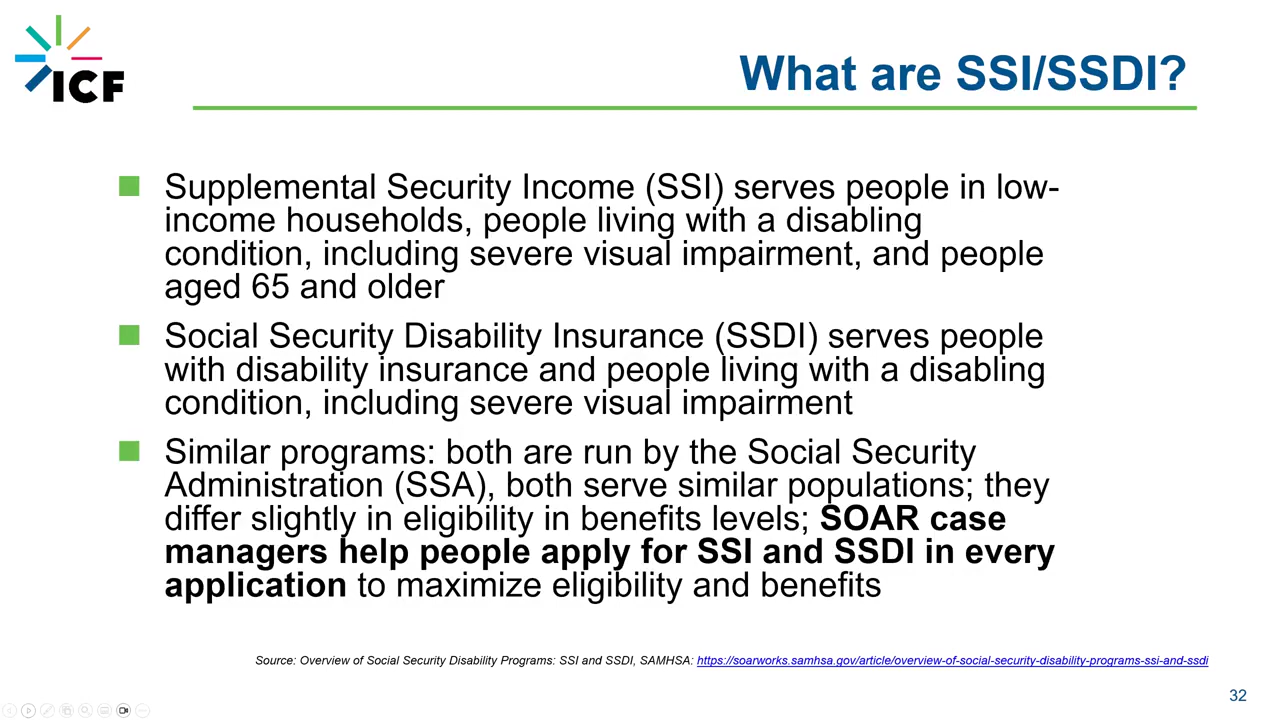 ICF
What are SSI/SSDI?
Supplemental Security Income (SSI) serves people in low-
income households, people living with a disabling
condition, including severe visual impairment, and people
aged 65 and older
Social Security Disability Insurance (SSDI) serves people
with disability insurance and people living with a disabling
condition, including severe visual impairment
Similar programs: both are run by the Social Security
Administration (SSA), both serve similar populations; they
differ slightly in eligibility in benefits levels; SOAR case
managers help people apply for SSI and SSDI in every
application to maximize eligibility and benefits
Source: Overview of Social Security Disability Programs: SSI and SSDI, SAMHSA: https://soarworks.samhsa.gov/article/overview-of-social-security-disability-programs-ssi-and-ssdi
32